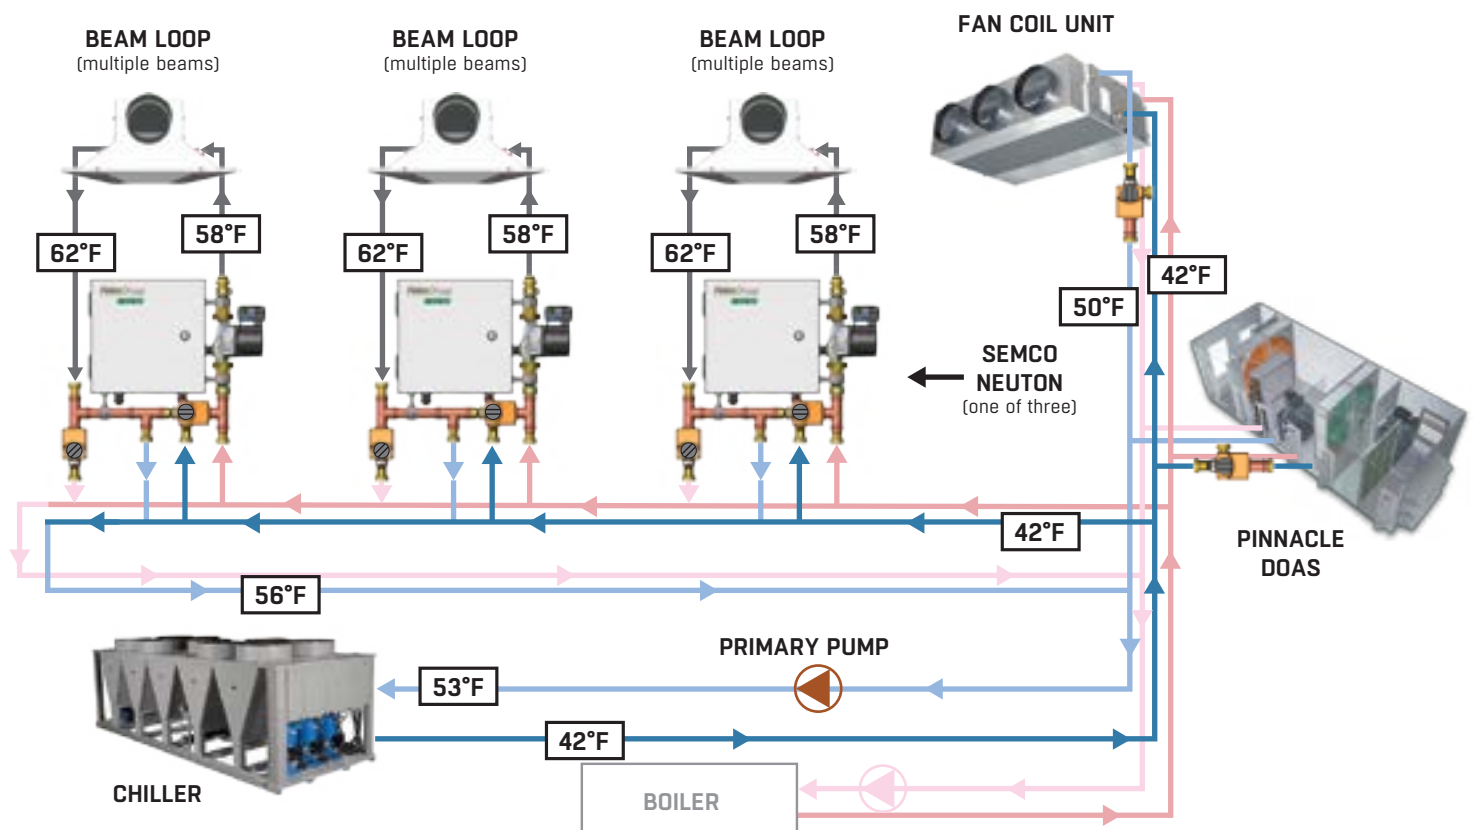 FAN COIL UNIT
BEAM LOOP
(multiple beams)
BEAM LOOP
(multiple beams)
BEAM LOOP
(multiple beams)
62°F
58°F
62°F
58°F
62°F
58°F
42°F
50°F
SEMCO
NEUTON
(one of three)
42°F
PINNACLE
DOAS
56°F
PRIMARY PUMP
53°F
42°F
CHILLER
BOILER